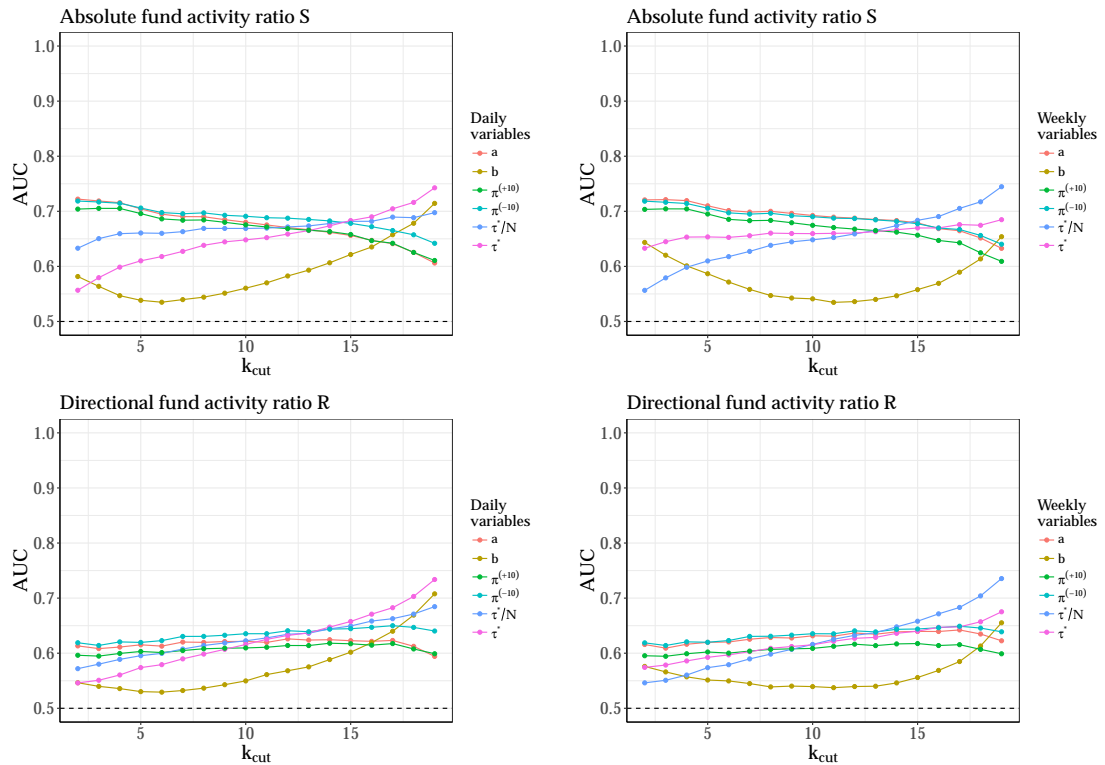 Absolute fund activity ratio S
1.0
0.9
0.8
0.7
0.6
0.5
AUC
5
10
15
k_cut
Daily
variables
a
b
π^(+10)
π^(−10)
τ*/N
τ*
Absolute fund activity ratio S
1.0
0.9
0.8
0.7
0.6
0.5
AUC
5
10
15
k_cut
Weekly
variables
a
b
π^(+10)
π^(−10)
τ*/N
τ*
Directional fund activity ratio R
1.0
0.9
0.8
0.7
0.6
0.5
AUC
5
10
15
k_cut
Daily
variables
a
b
π^(+10)
π^(−10)
τ*/N
τ*
Directional fund activity ratio R
1.0
0.9
0.8
0.7
0.6
0.5
AUC
5
10
15
k_cut
Weekly
variables
a
b
π^(+10)
π^(−10)
τ*/N
τ*